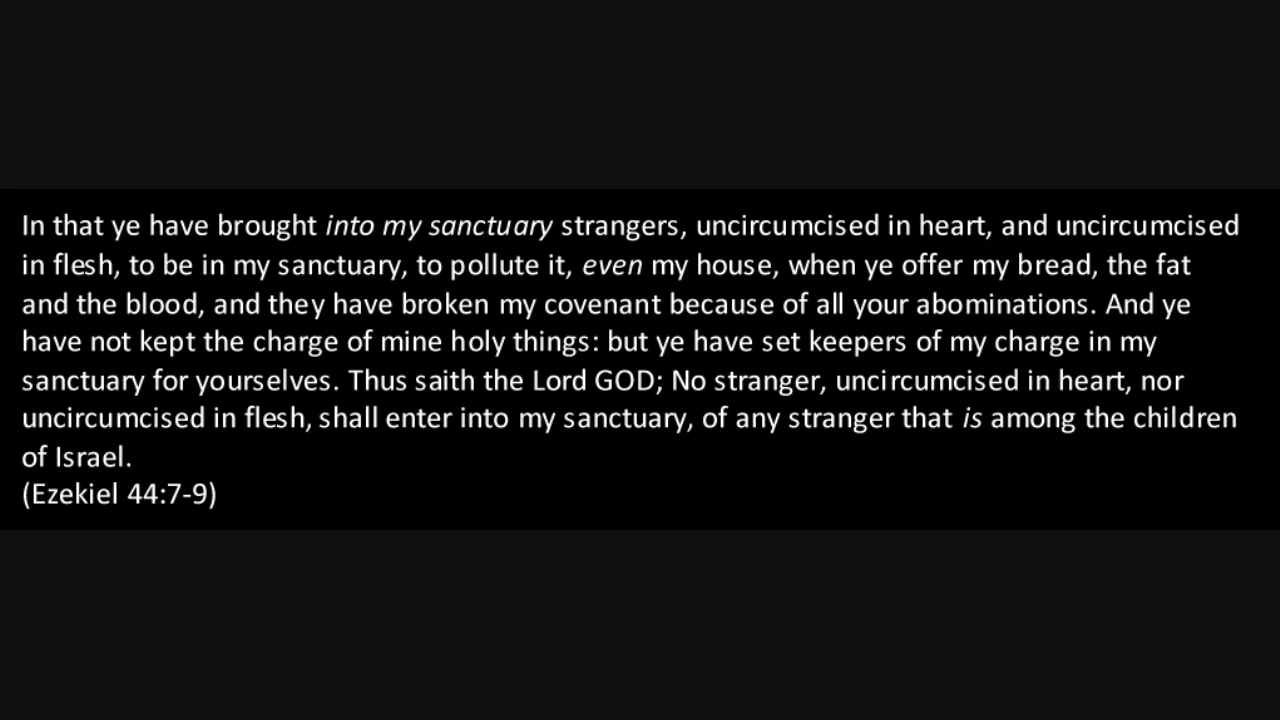 In that ye have brought into my sanctuary strangers, uncircumcised in heart, and uncircumcised
in flesh, to be in my sanctuary, to pollute it, even my house, when ye offer my bread, the fat
and the blood, and they have broken my covenant because of all your abominations. And ye
have not kept the charge of mine holy things: but ye have set keepers of my charge in my
sanctuary for yourselves. Thus saith the Lord GOD; No stranger, uncircumcised in heart, nor
uncircumcised in flesh, shall enter into my sanctuary, of any stranger that is among the children
of Israel.
(Ezekiel 44:7-9)